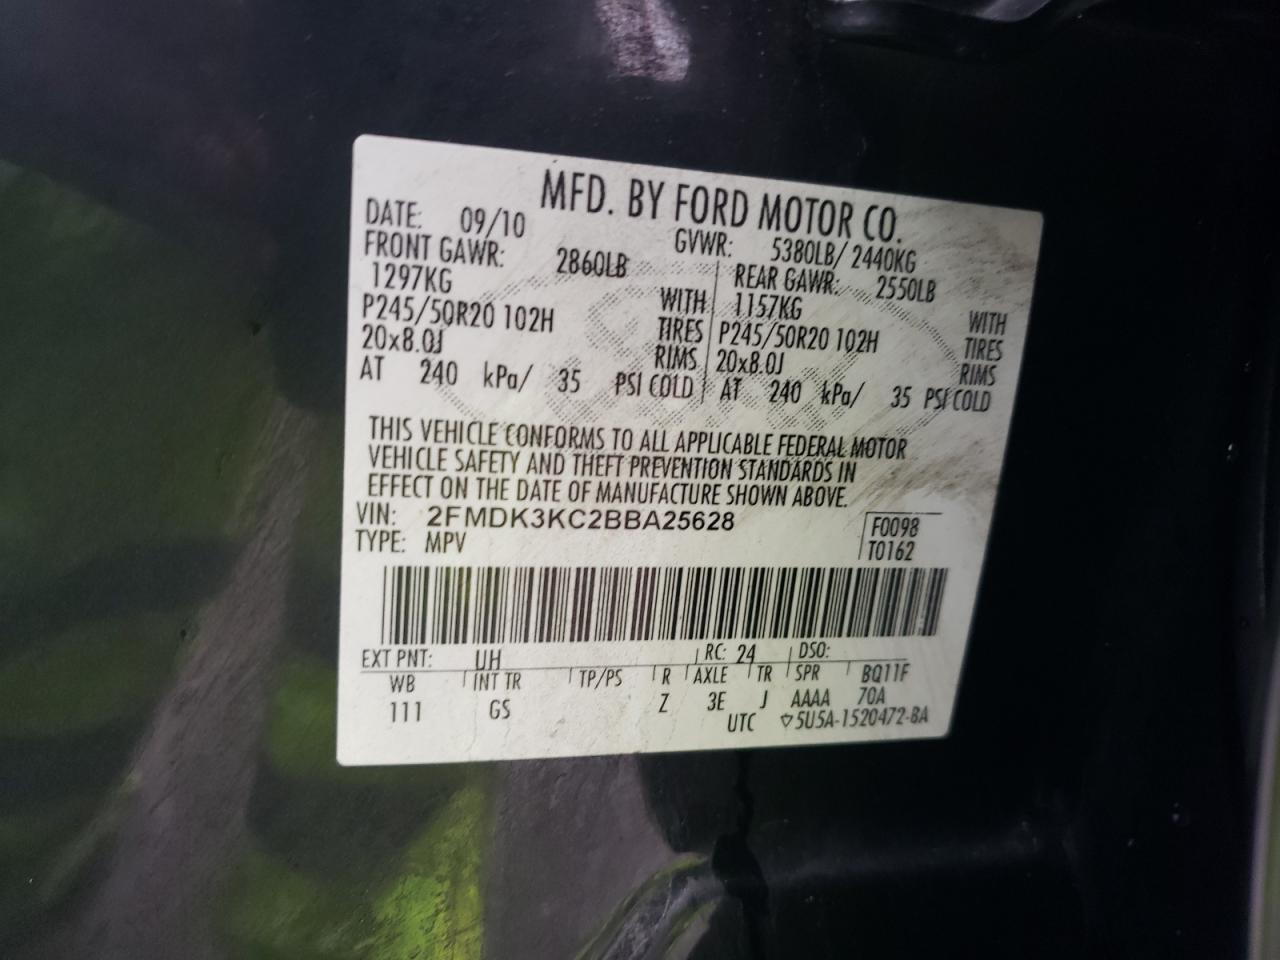 MFD. BY FORD MOTOR CO.
DATE: 09/10 GVWR: 5380LB/ 2440KG
FRONT GAWR: 2860LB REAR GAWR: 2550LB
1297KG WITH 1157KG WITH
P245/50R20 102H TIRES P245/50R20 102H TIRES
20x8.0J RIMS 20x8.0J RIMS
AT 240 kPa/ 35 PSI COLD AT 240 kPa/ 35 PSI COLD
THIS VEHICLE CONFORMS TO ALL APPLICABLE FEDERAL MOTOR
VEHICLE SAFETY AND THEFT PREVENTION STANDARDS IN
EFFECT ON THE DATE OF MANUFACTURE SHOWN ABOVE.
VIN: 2FMDK3KC2BBA25628 F0098
TYPE: MPV T0162
EXT PNT: UH RC: 24 DSO:
WB INT TR TP/PS R AXLE TR SPR BQ11F
111 GS Z 3E J AAAA 70A
UTC ▽5U5A-1520472-BA